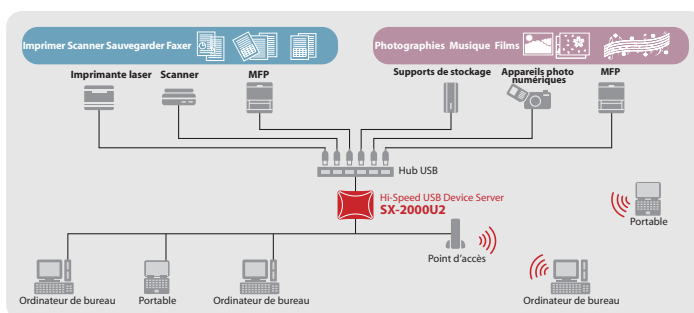 Imprimer Scanner Sauvegarder Faxer
Photographies Musique Films
Imprimante laser
Scanner
MFP
Supports de stockage
Appareils photo
numériques
MFP
Hub USB
Hi-Speed USB Device Server
SX-2000U2
Portable
Point d'accès
Ordinateur de bureau
Portable
Ordinateur de bureau
Ordinateur de bureau